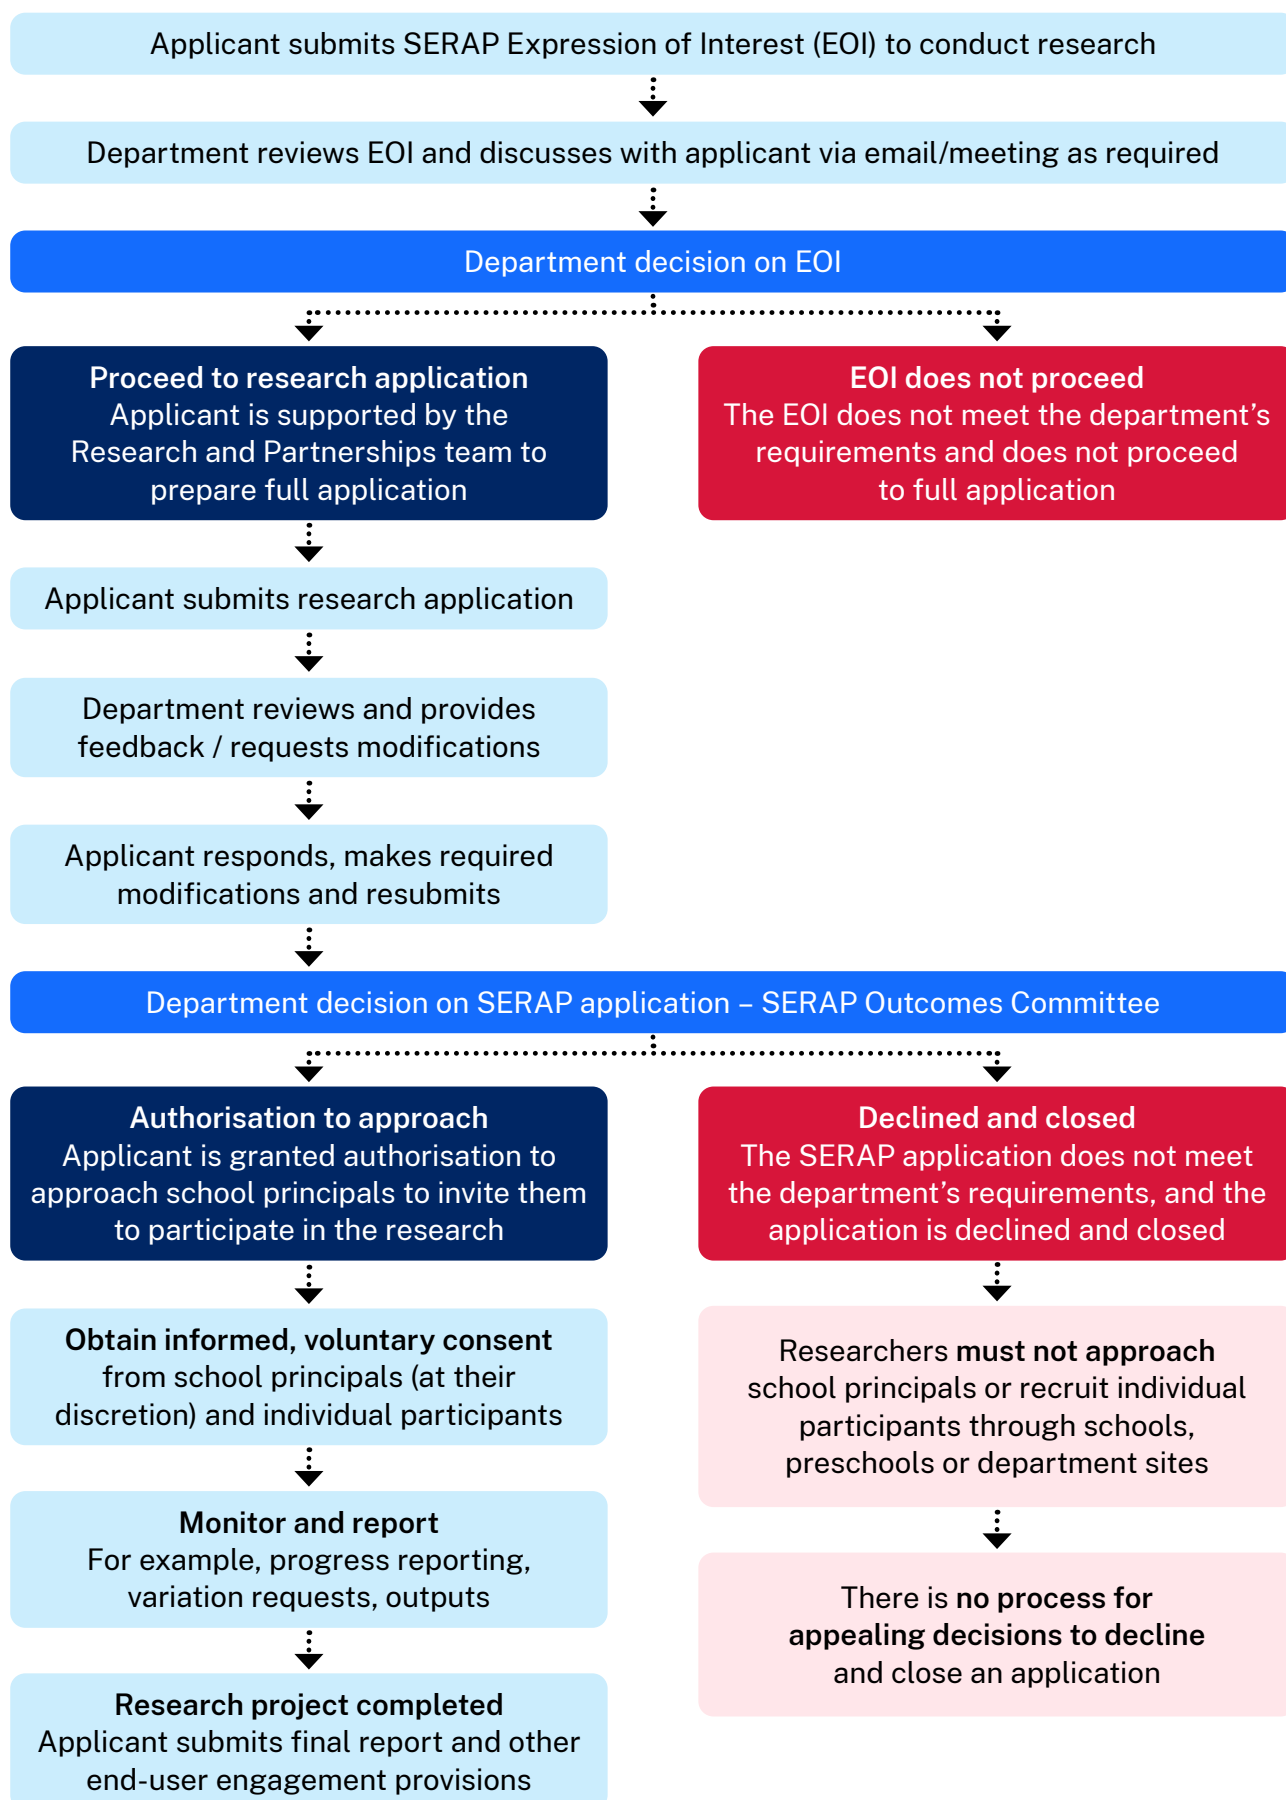 Applicant submits SERAP Expression of Interest (EOI) to conduct research
Department reviews EOI and discusses with applicant via email/meeting as required
Department decision on EOI
Proceed to research application
Applicant is supported by the
Research and Partnerships team to
prepare full application
EOI does not proceed
The EOI does not meet the department’s
requirements and does not proceed
to full application
Applicant submits research application
Department reviews and provides
feedback / requests modifications
Applicant responds, makes required
modifications and resubmits
Department decision on SERAP application – SERAP Outcomes Committee
Authorisation to approach
Applicant is granted authorisation to
approach school principals to invite them
to participate in the research
Declined and closed
The SERAP application does not meet
the department’s requirements, and the
application is declined and closed
Obtain informed, voluntary consent
from school principals (at their
discretion) and individual participants
Researchers must not approach
school principals or recruit individual
participants through schools,
preschools or department sites
Monitor and report
For example, progress reporting,
variation requests, outputs
There is no process for
appealing decisions to decline
and close an application
Research project completed
Applicant submits final report and other
end-user engagement provisions